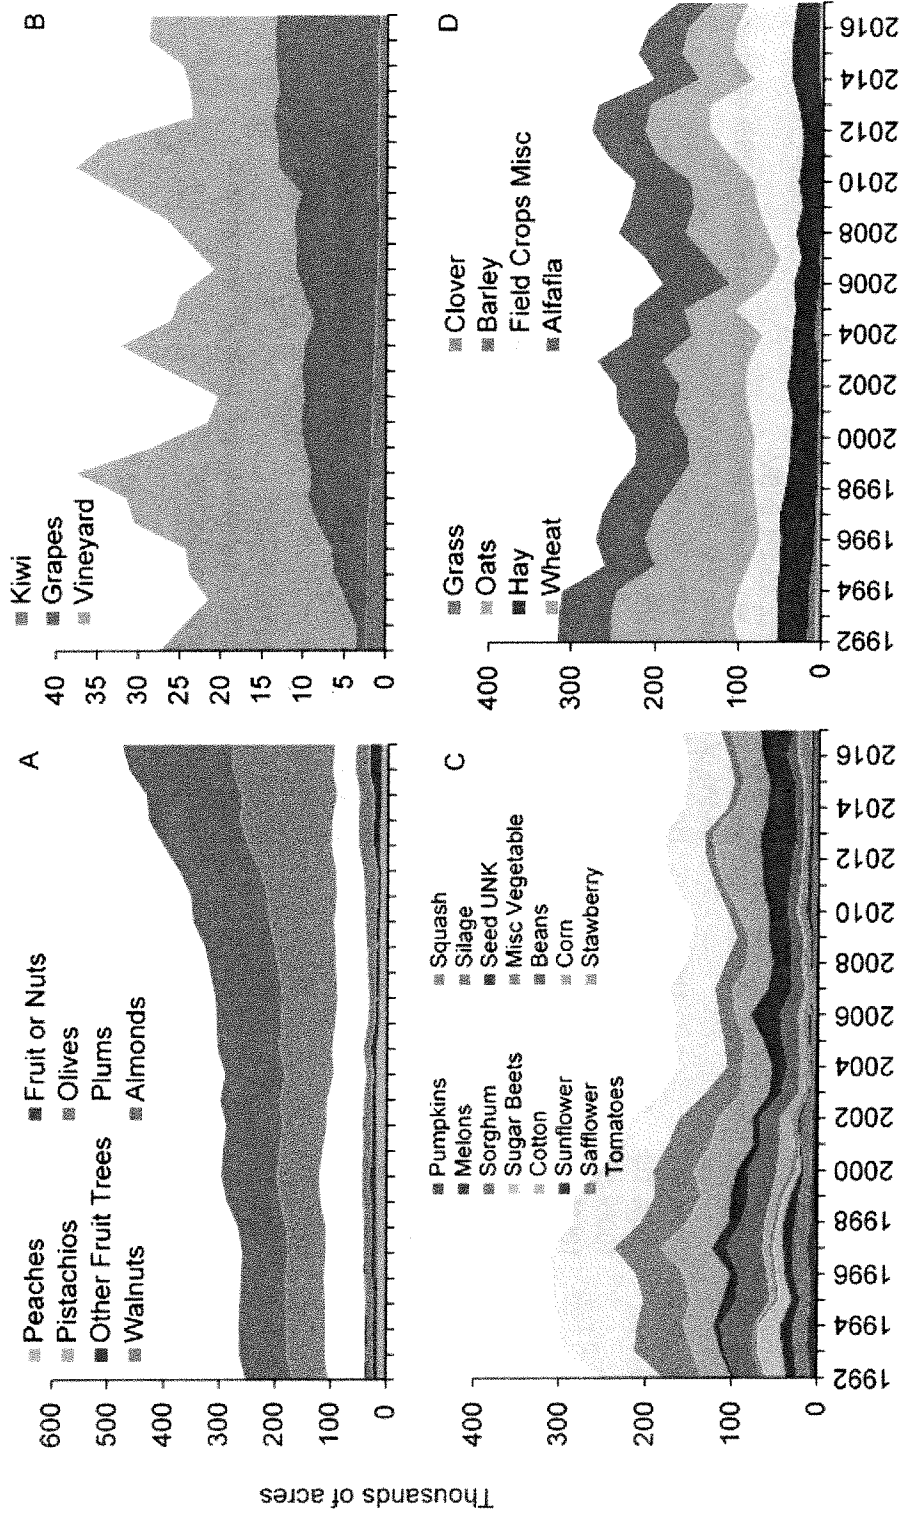 Thousands of acres
A
Peaches
Fruit or Nuts
Pistachios
Olives
Other Fruit Trees
Plums
Walnuts
Almonds
600
500
400
300
200
100
0
B
Kiwi
Grapes
Vineyard
40
35
30
25
20
15
10
5
0
C
Pumpkins
Squash
Melons
Silage
Sorghum
Seed UNK
Sugar Beets
Misc Vegetable
Cotton
Beans
Sunflower
Corn
Safflower
Stawberry
Tomatoes
400
300
200
100
0
1992 1994 1996 1998 2000 2002 2004 2006 2008 2010 2012 2014 2016
D
Grass
Clover
Oats
Barley
Hay
Field Crops Misc
Wheat
Alfafla
400
300
200
100
0
1992 1994 1996 1998 2000 2002 2004 2006 2008 2010 2012 2014 2016